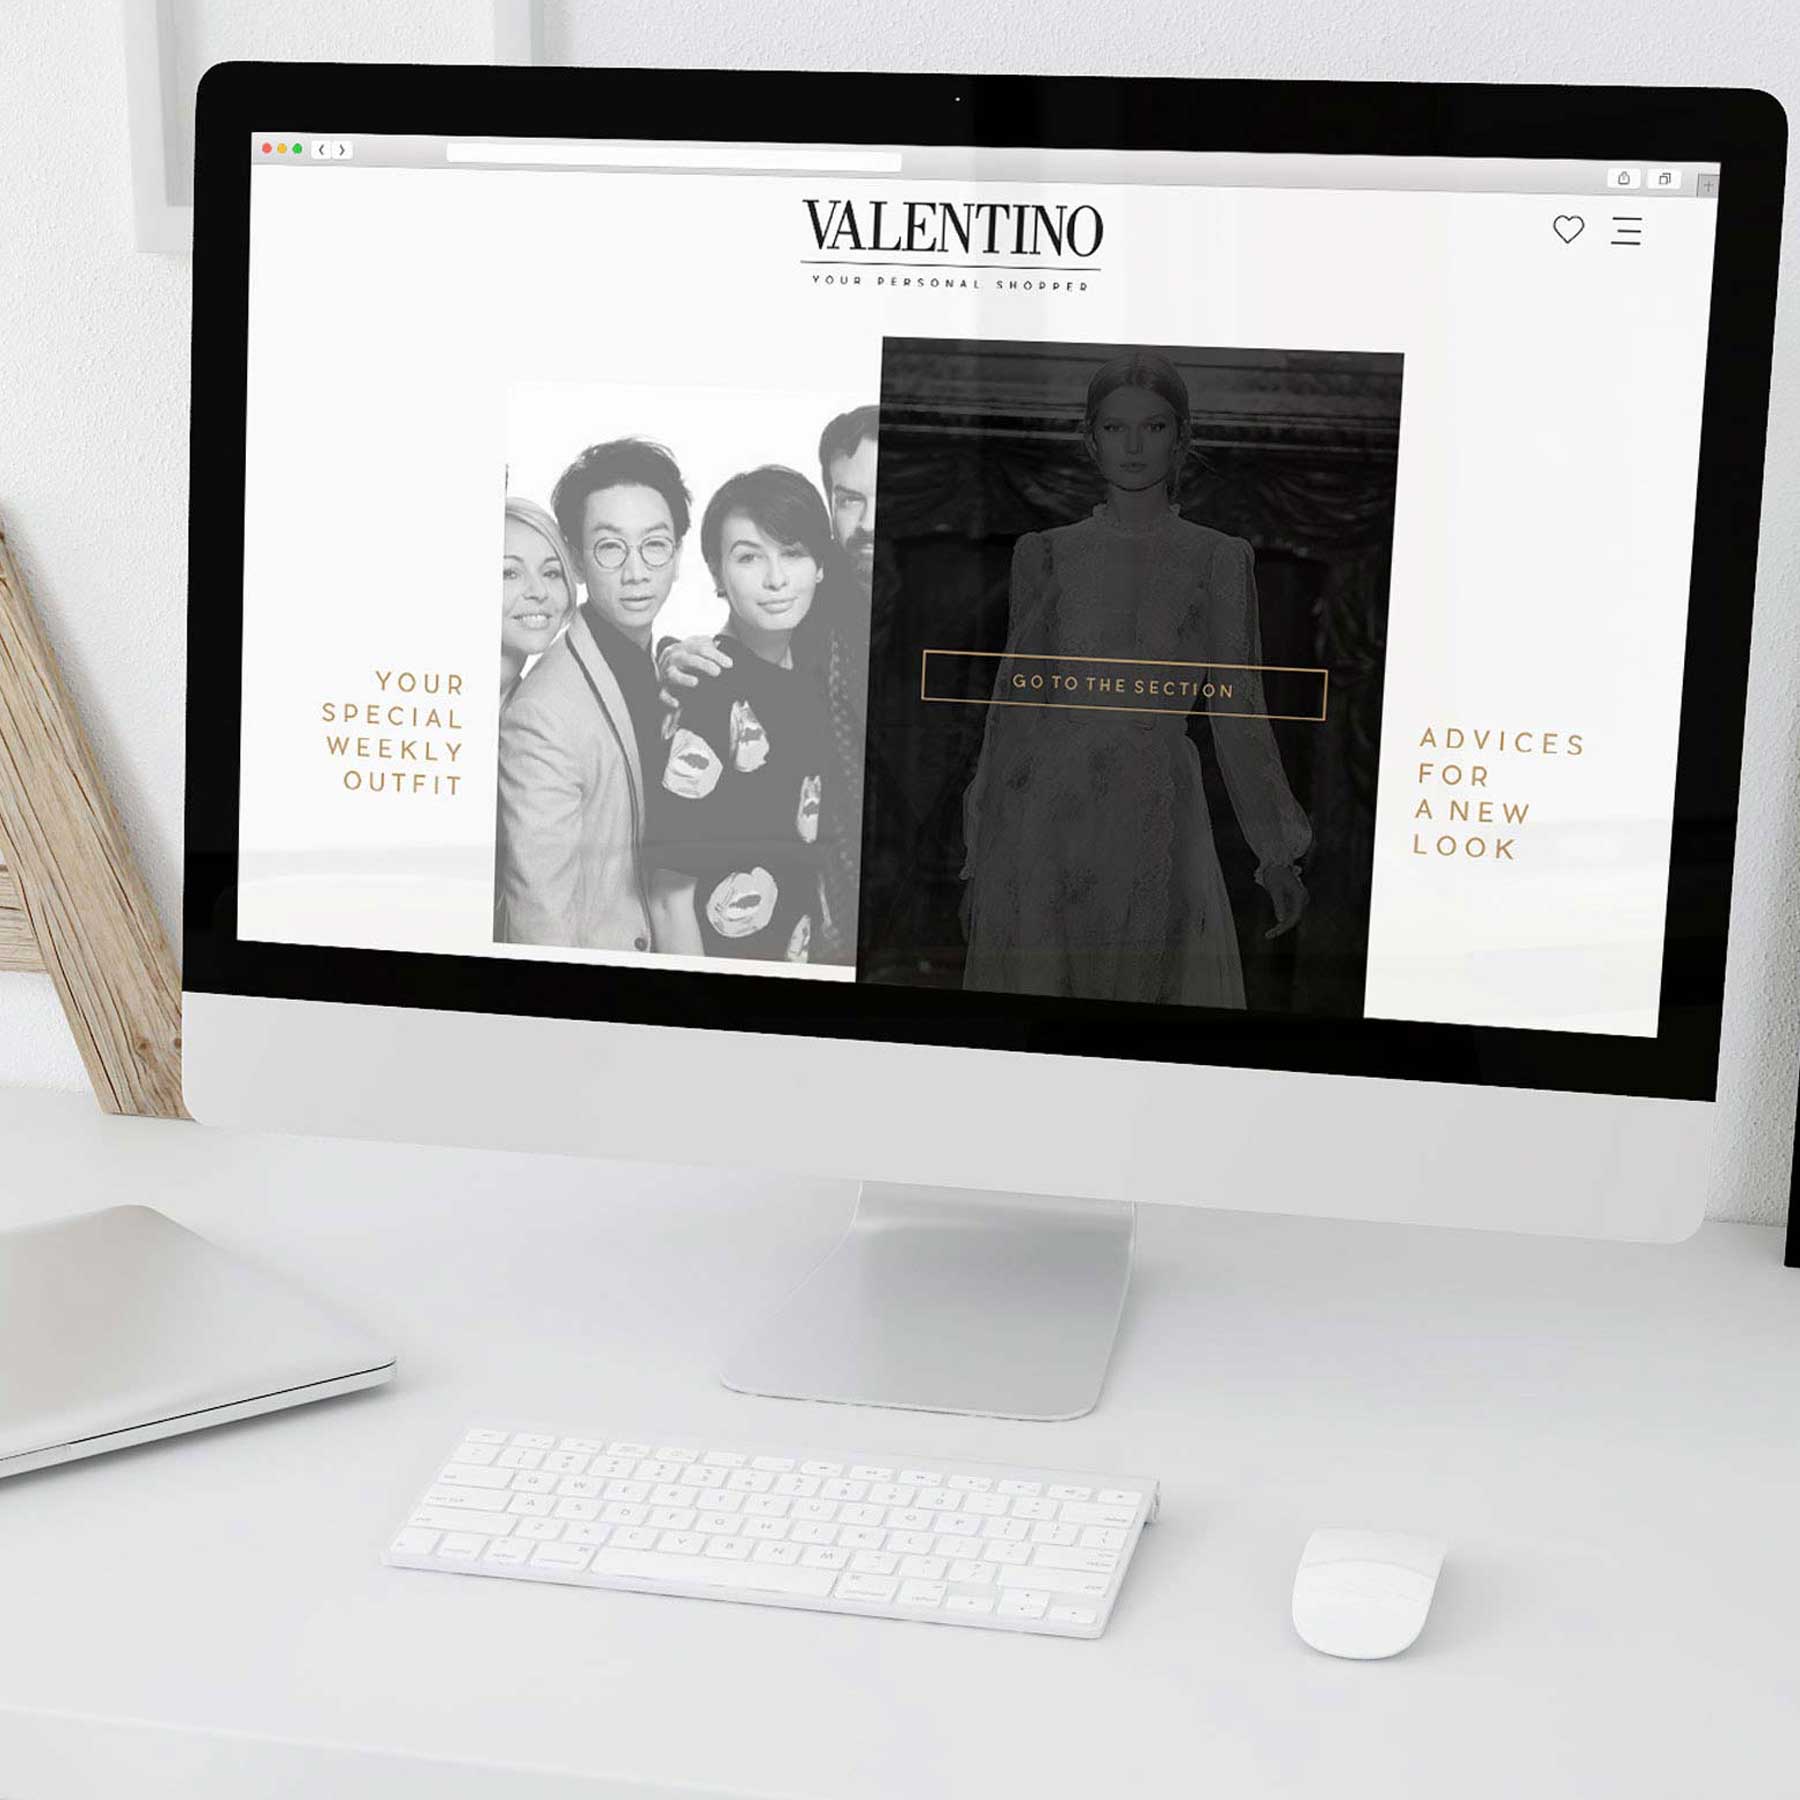 VALENTINO
YOUR PERSONAL SHOPPER
YOUR
SPECIAL
WEEKLY
OUTFIT
GO TO THE SECTION
ADVICES
FOR
A NEW
LOOK